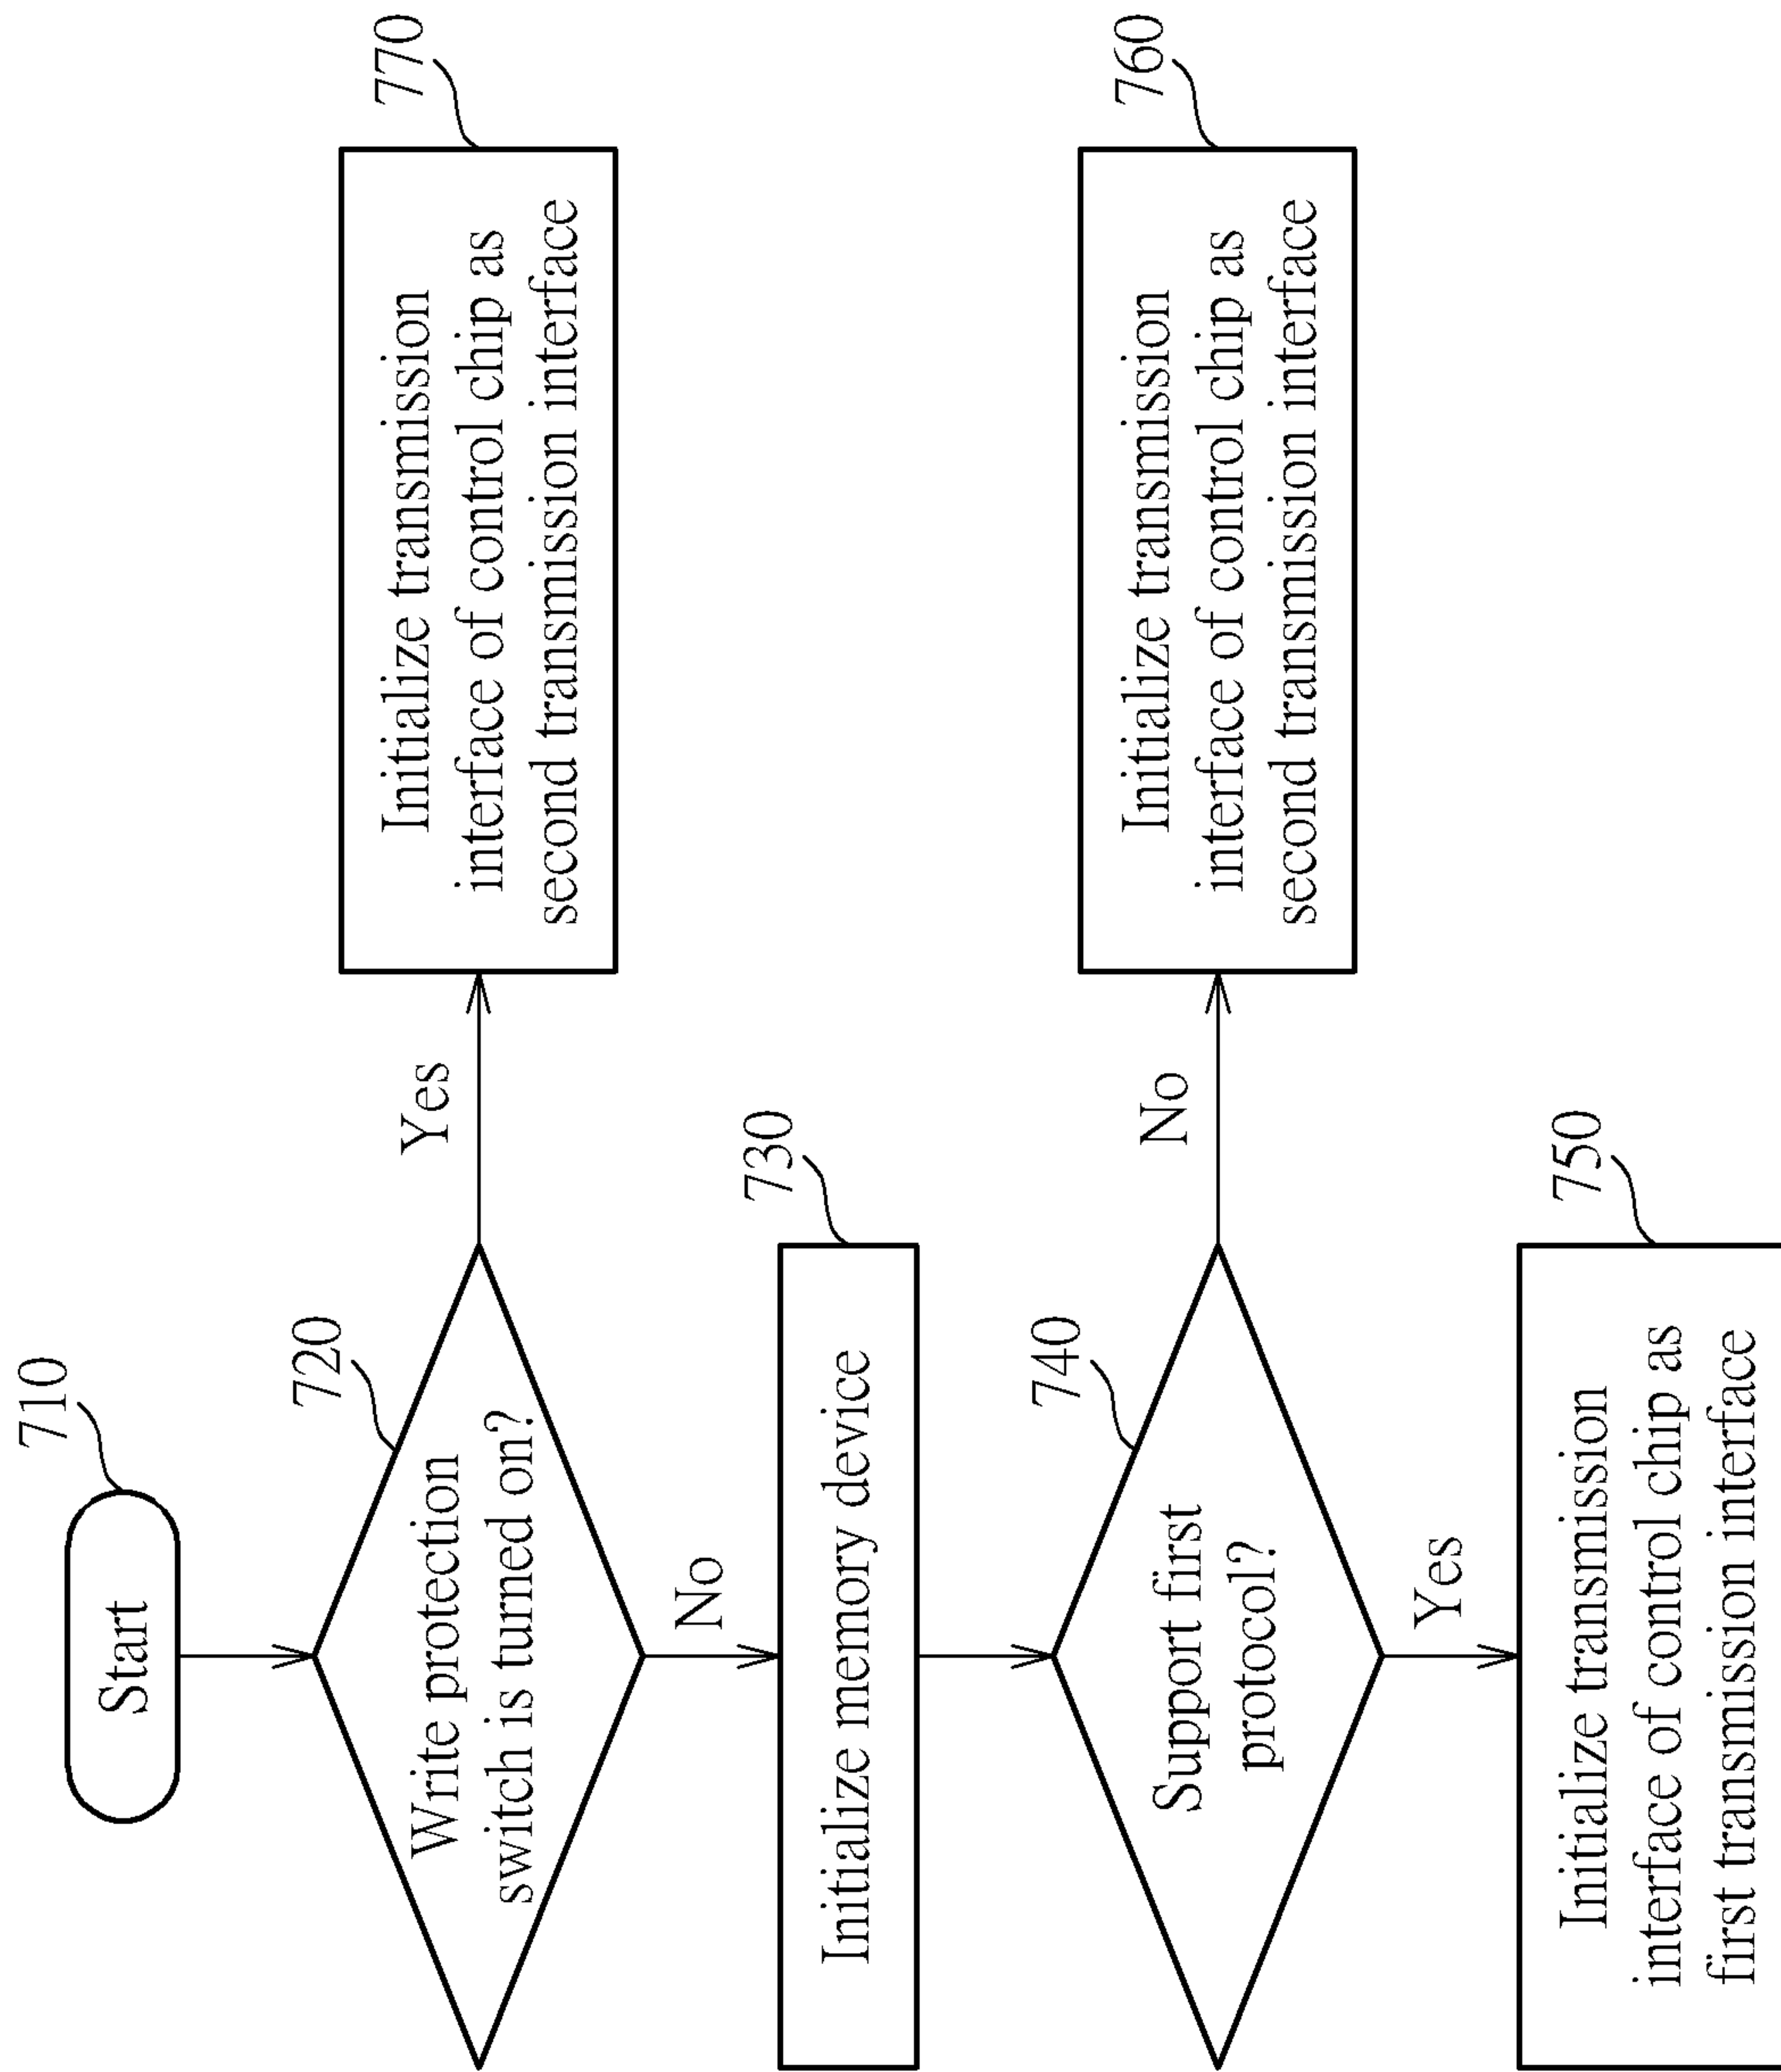 710
Start
720
Write protection
switch is turned on?
Yes
770
Initialize transmission
interface of control chip as
second transmission interface
No
730
Initialize memory device
740
Support first
protocol?
No
760
Initialize transmission
interface of control chip as
second transmission interface
Yes
750
Initialize transmission
interface of control chip as
first transmission interface